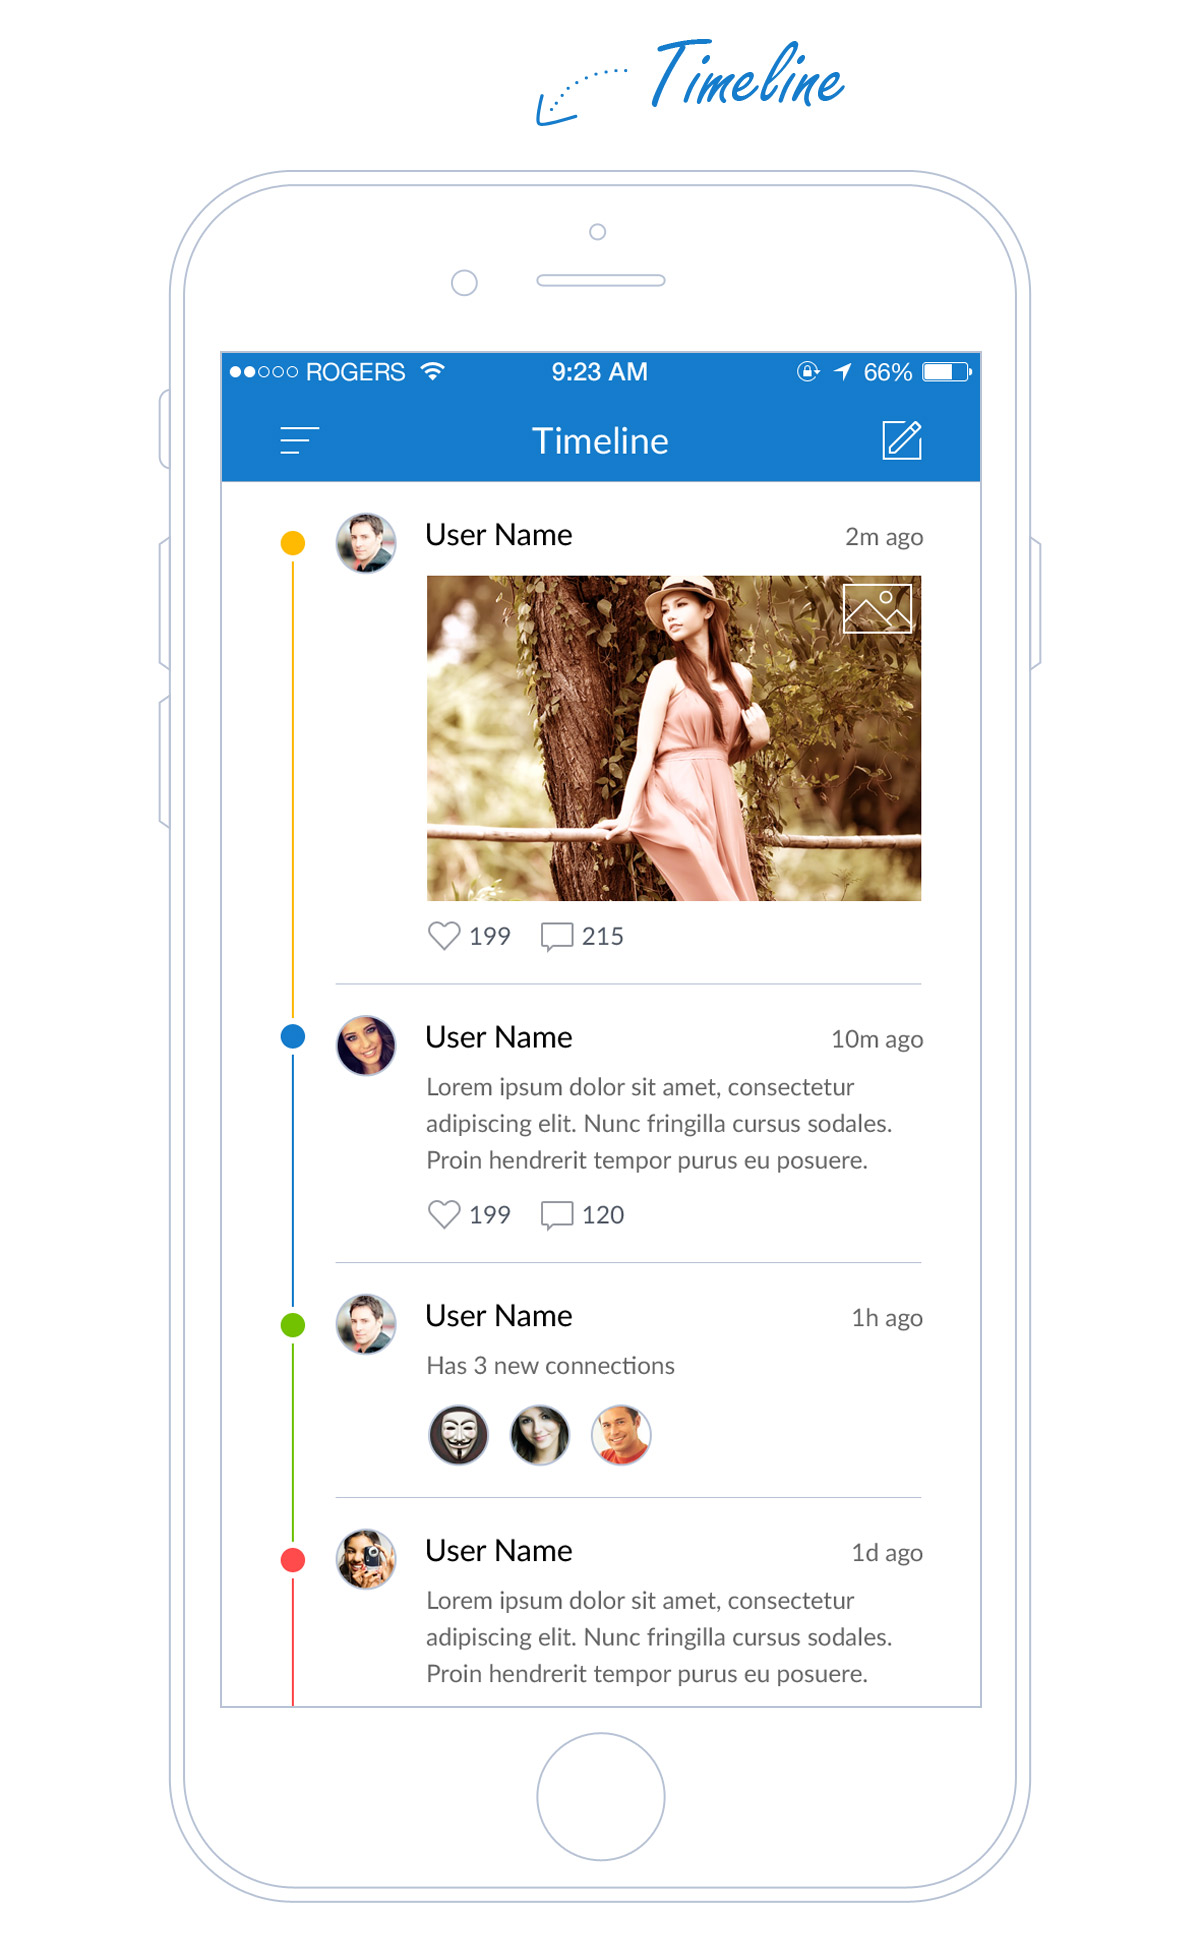 Timeline
ROGERS 9:23 AM 66%
Timeline
User Name 2m ago
199 215
User Name 10m ago
Lorem ipsum dolor sit amet, consectetur
adipiscing elit. Nunc fringilla cursus sodales.
Proin hendrerit tempor purus eu posuere.
199 120
User Name 1h ago
Has 3 new connections
User Name 1d ago
Lorem ipsum dolor sit amet, consectetur
adipiscing elit. Nunc fringilla cursus sodales.
Proin hendrerit tempor purus eu posuere.